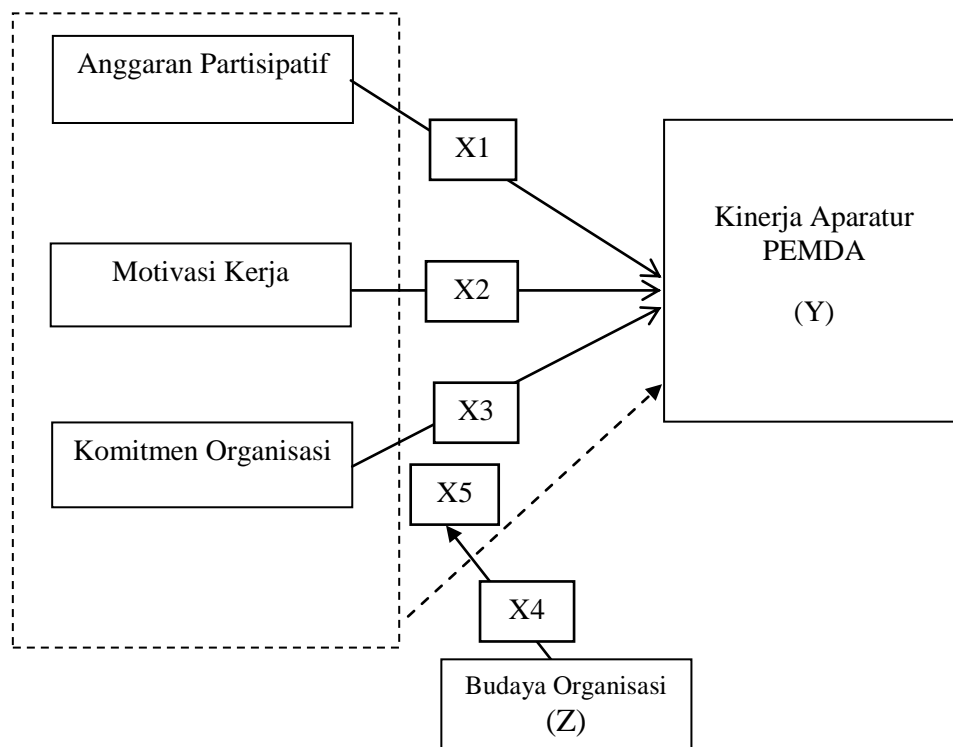 Anggaran Partisipatif
X1
Kinerja Aparatur
PEMDA
(Y)
Motivasi Kerja
X2
Komitmen Organisasi
X3
X5
X4
Budaya Organisasi
(Z)